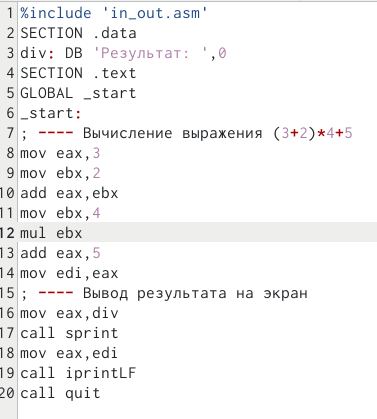 1 %include 'in_out.asm'
2 SECTION .data
3 div: DB 'Результат: ',0
4 SECTION .text
5 GLOBAL _start
6 _start:
7 ; ---- Вычисление выражения (3+2)*4+5
8 mov eax,3
9 mov ebx,2
10 add eax,ebx
11 mov ebx,4
12 mul ebx
13 add eax,5
14 mov edi,eax
15 ; ---- Вывод результата на экран
16 mov eax,div
17 call sprint
18 mov eax,edi
19 call iprintLF
20 call quit